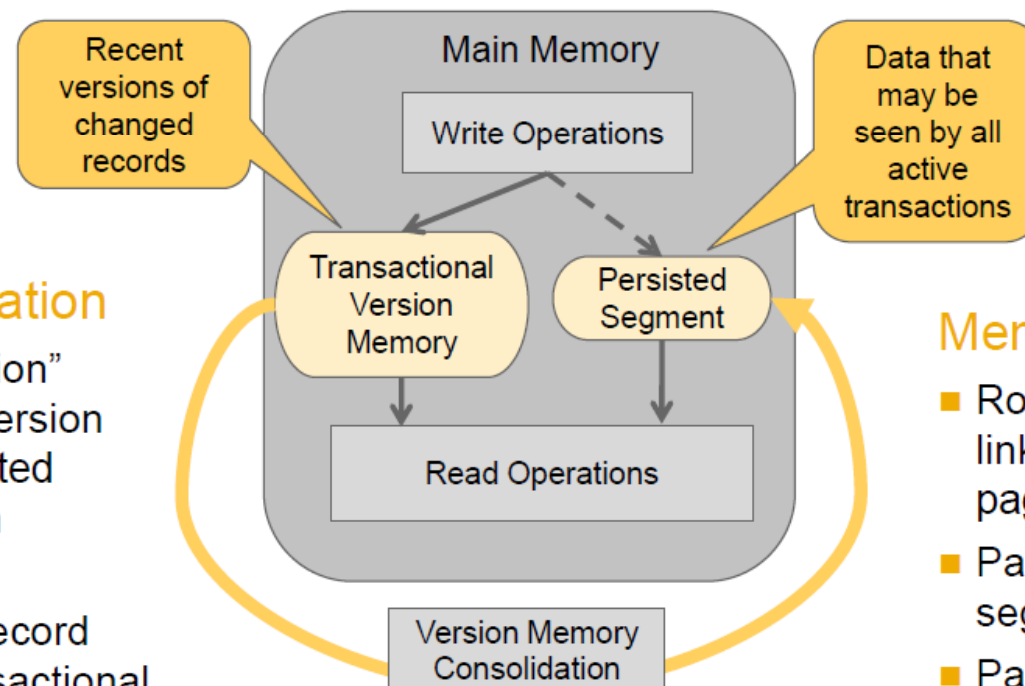 Recent
versions of
changed
records
Main Memory
Data that
may be
seen by all
active
transactions
Write Operations
Transactional
Version
Memory
Persisted
Segment
Read Operations
Version Memory
Consolidation
ation
ion”
ersion
ted
ecord
sactional
Mer
■ Ro
link
pag
■ Pa
seg
■ Pa